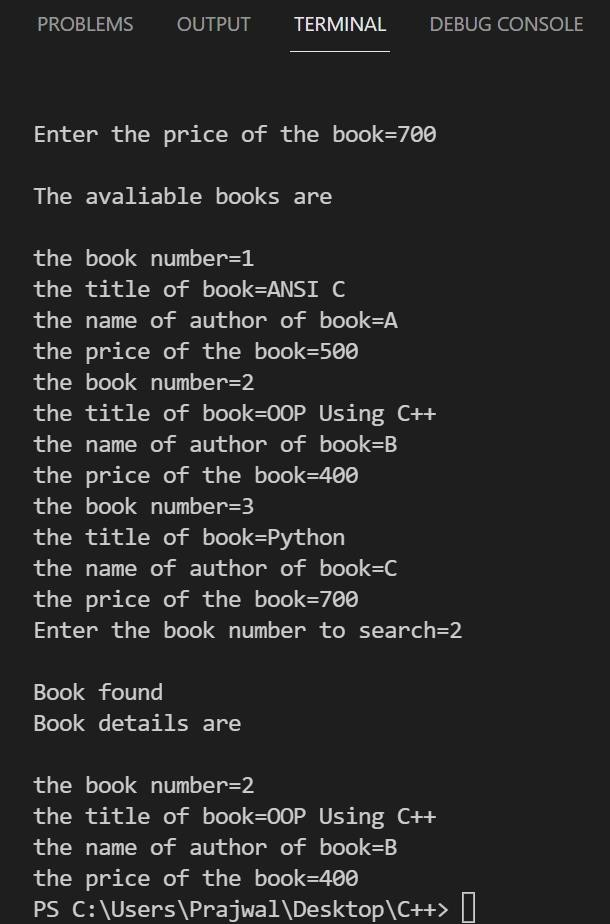 PROBLEMS OUTPUT TERMINAL DEBUG CONSOLE
Enter the price of the book=700
The avaliable books are
the book number=1
the title of book=ANSI C
the name of author of book=A
the price of the book=500
the book number=2
the title of book=OOP Using C++
the name of author of book=B
the price of the book=400
the book number=3
the title of book=Python
the name of author of book=C
the price of the book=700
Enter the book number to search=2
Book found
Book details are
the book number=2
the title of book=OOP Using C++
the name of author of book=B
the price of the book=400
PS C:\Users\Prajwal\Desktop\C++>